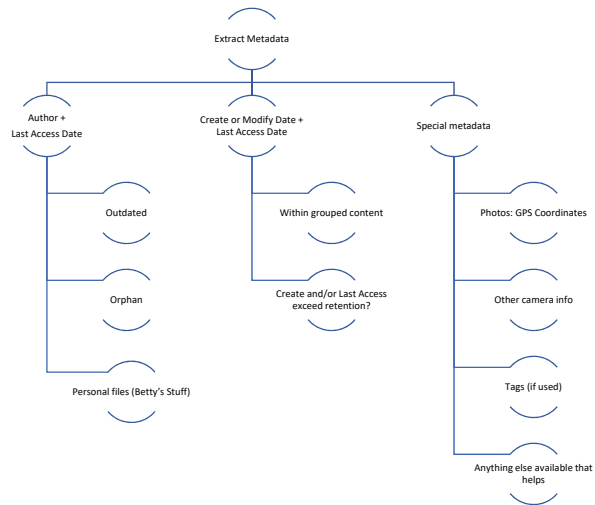 Extract Metadata
Author +
Last Access Date
Create or Modify Date +
Last Access Date
Special metadata
Outdated
Orphan
Personal files (Betty’s Stuff)
Within grouped content
Create and/or Last Access
exceed retention?
Photos: GPS Coordinates
Other camera info
Tags (if used)
Anything else available that
helps